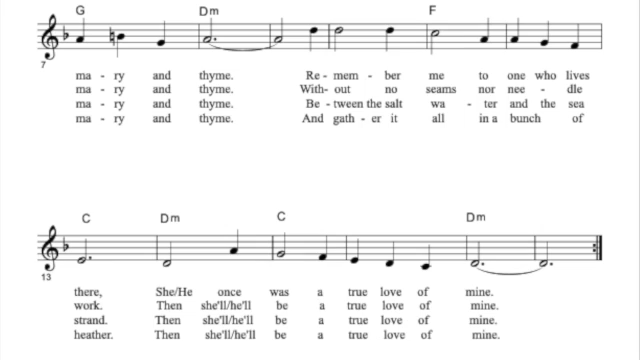 G Dm F
7
ma - ry and thyme. Re - mem - ber me to one who lives
ma - ry and thyme. With- out no seams nor nee - dle
ma - ry and thyme. Be - tween the salt wa - ter and the sea
ma - ry and thyme. And gath - er it all in a bunch of
C Dm C Dm
13
there, She/He once was a true love of mine.
work. Then she'll/he'll be a true love of mine.
strand. Then she'll/he'll be a true love of mine.
heather. Then she'll/he'll be a true love of mine.